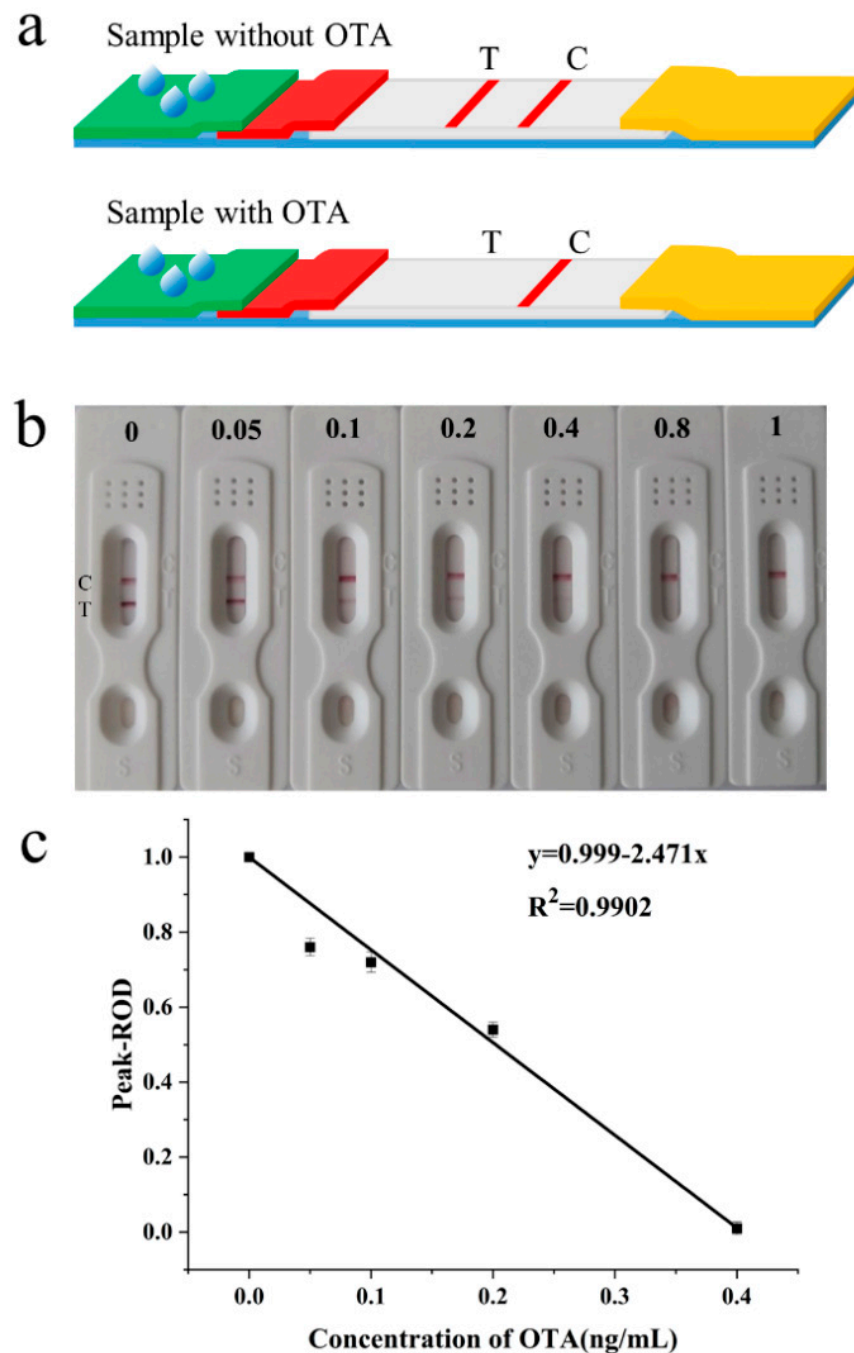 a
Sample without OTA
T C
Sample with OTA
T C
b
0 0.05 0.1 0.2 0.4 0.8 1
C
T
C C C C C C
T T T T T T
S S S S S S S
c
y=0.999-2.471x
R²=0.9902
1.0
0.8
0.6
0.4
0.2
0.0
Peak-ROD
0.0 0.1 0.2 0.3 0.4
Concentration of OTA(ng/mL)